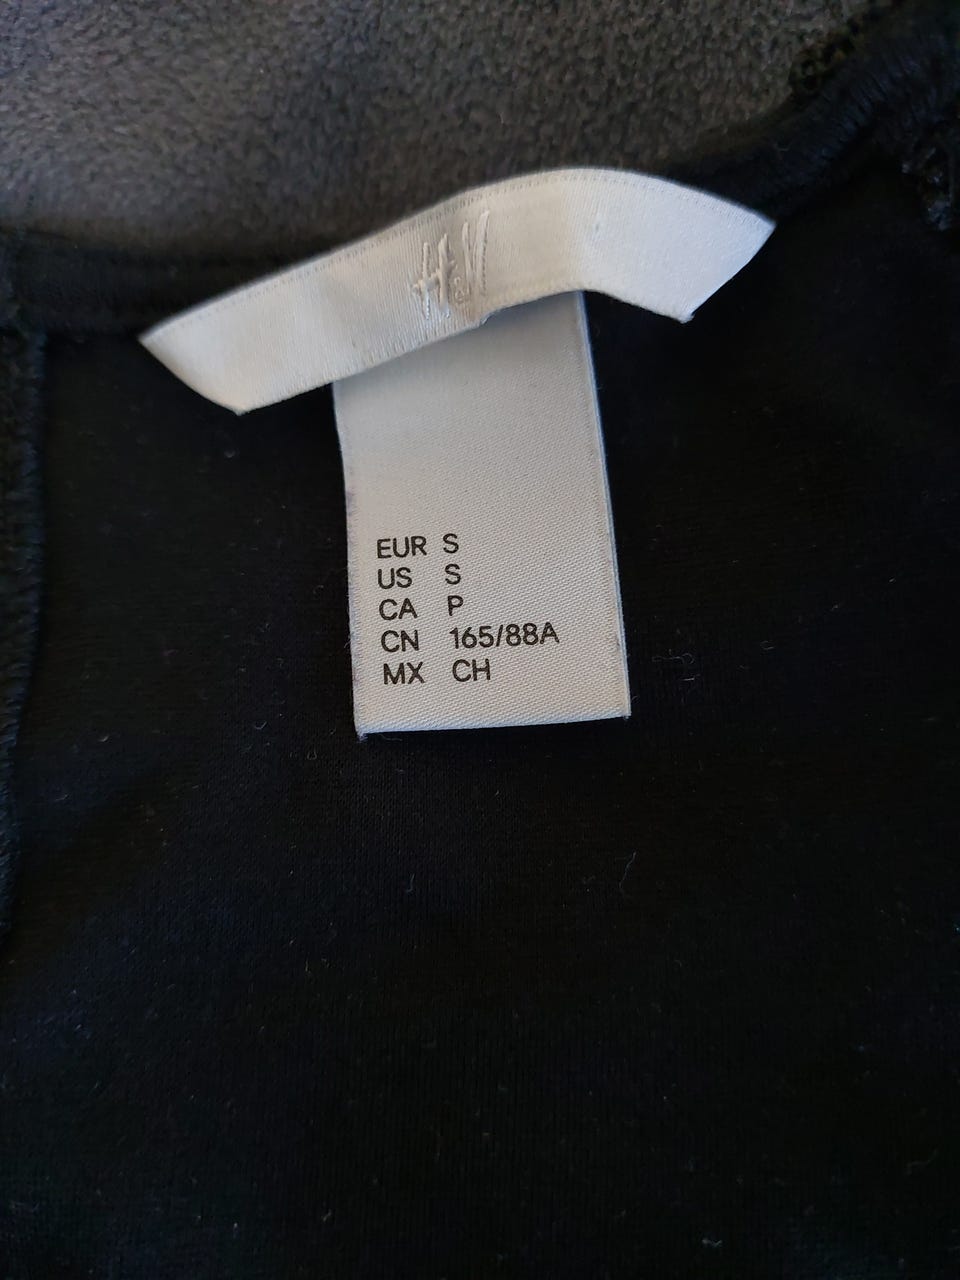 H&M
EUR S
US S
CA P
CN 165/88A
MX CH